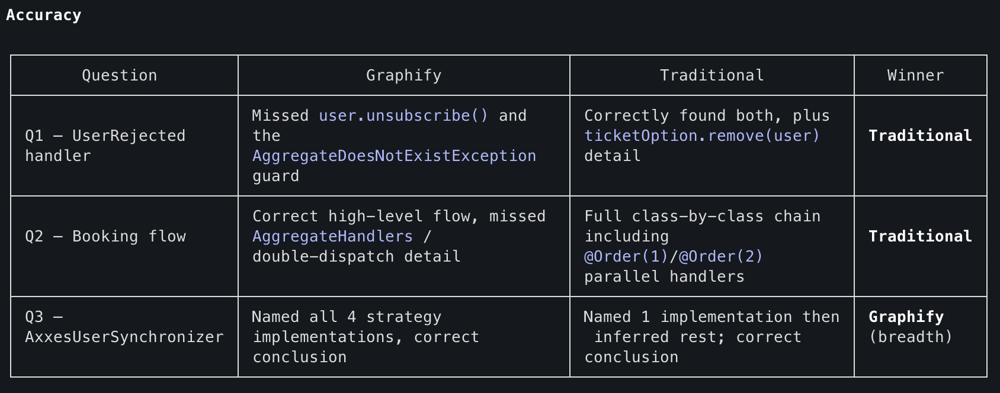 Accuracy
Question
Graphify
Traditional
Winner
Q1 – UserRejected
handler
Missed user.unsubscribe() and
the
AggregateDoesNotExistException
guard
Correctly found both, plus
ticketOption.remove(user)
detail
Traditional
Q2 – Booking flow
Correct high-level flow, missed
AggregateHandlers /
double-dispatch detail
Full class-by-class chain
including
@Order(1)/@Order(2)
parallel handlers
Traditional
Q3 –
AxxesUserSynchronizer
Named all 4 strategy
implementations, correct
conclusion
Named 1 implementation then
inferred rest; correct
conclusion
Graphify
(breadth)